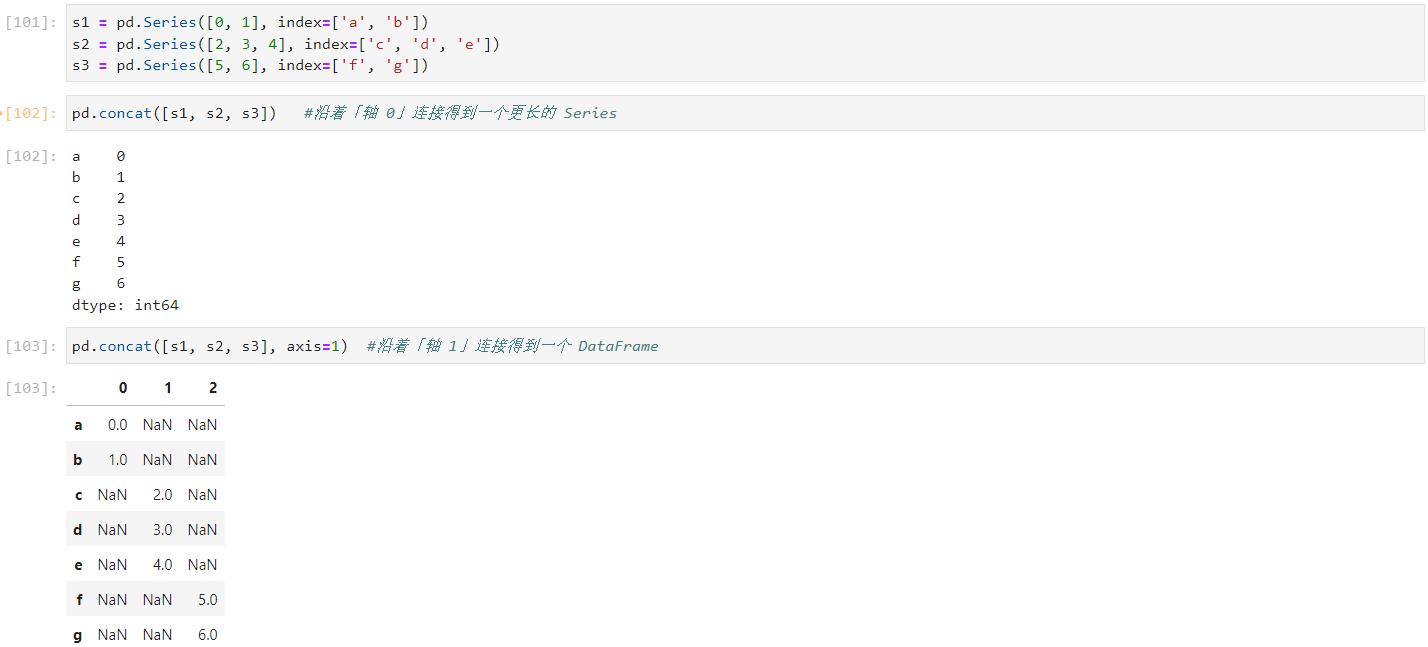 [101]: s1 = pd.Series([0, 1], index=['a', 'b'])
s2 = pd.Series([2, 3, 4], index=['c', 'd', 'e'])
s3 = pd.Series([5, 6], index=['f', 'g'])
[102]: pd.concat([s1, s2, s3])   #沿着「轴 0」连接得到一个更长的 Series
[102]: a    0
b    1
c    2
d    3
e    4
f    5
g    6
dtype: int64
[103]: pd.concat([s1, s2, s3], axis=1)  #沿着「轴 1」连接得到一个 DataFrame
[103]: 0 1 2
a 0.0 NaN NaN
b 1.0 NaN NaN
c NaN 2.0 NaN
d NaN 3.0 NaN
e NaN 4.0 NaN
f NaN NaN 5.0
g NaN NaN 6.0